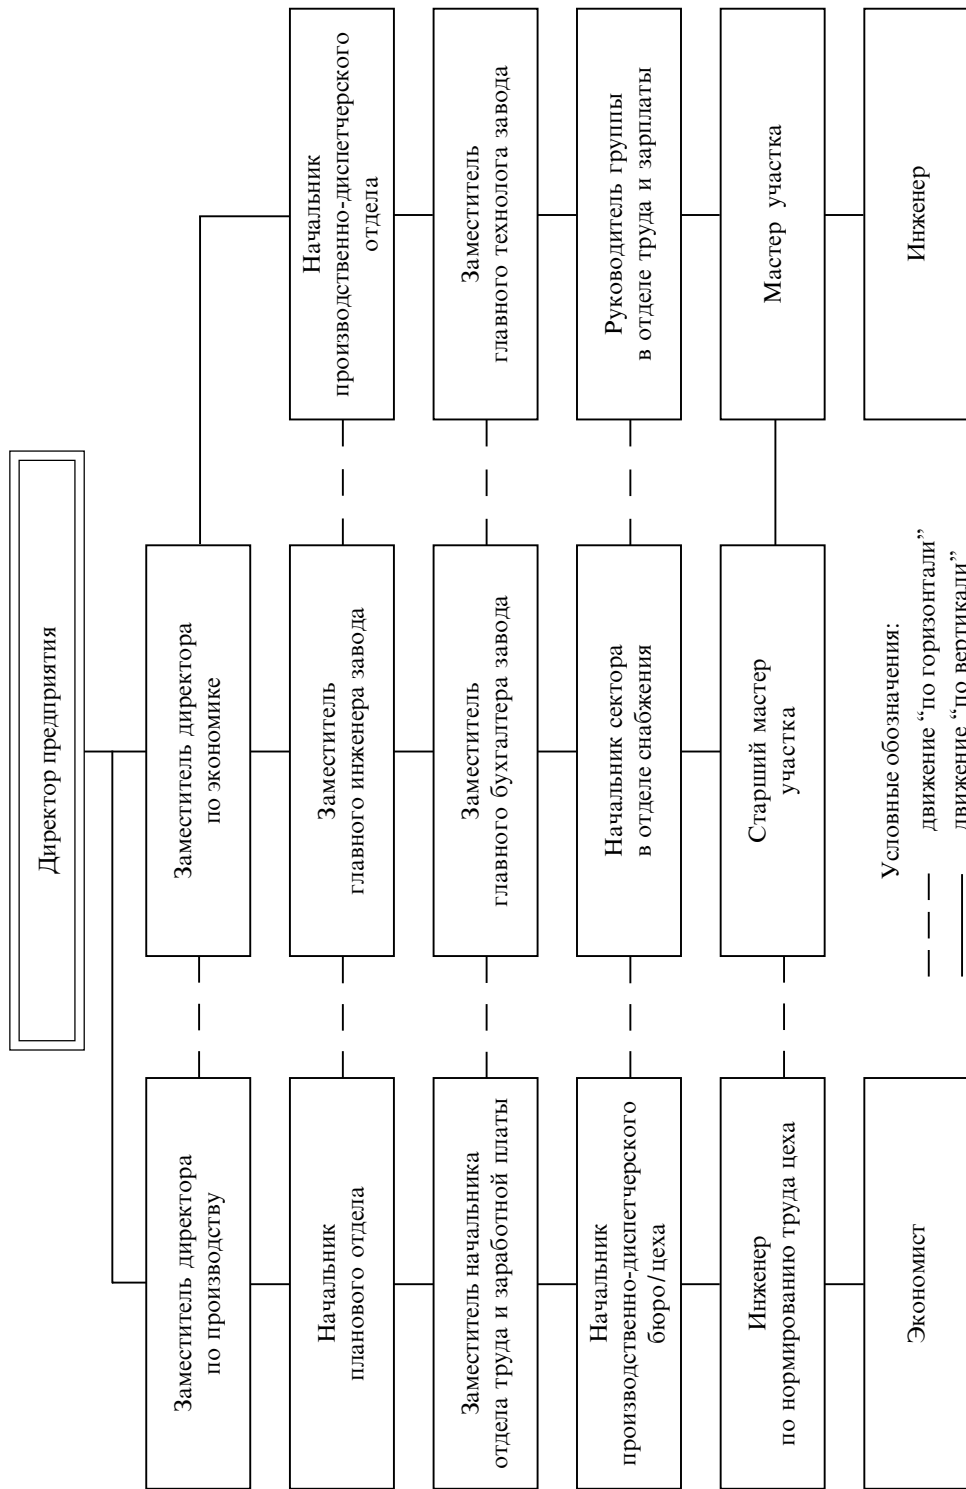 Директор предприятия
Заместитель директора
по производству
Заместитель директора
по экономике
Начальник
планового отдела
Заместитель
главного инженера завода
Начальник
производственно-диспетчерского
отдела
Заместитель начальника
отдела труда и заработной платы
Заместитель
главного бухгалтера завода
Заместитель
главного технолога завода
Начальник
производственно-диспетчерского
бюро/цеха
Начальник сектора
в отделе снабжения
Руководитель группы
в отделе труда и зарплаты
Инженер
по нормированию труда цеха
Старший мастер
участка
Мастер участка
Экономист
Инженер
Условные обозначения:
движение “по горизонтали”
движение “по вертикали”